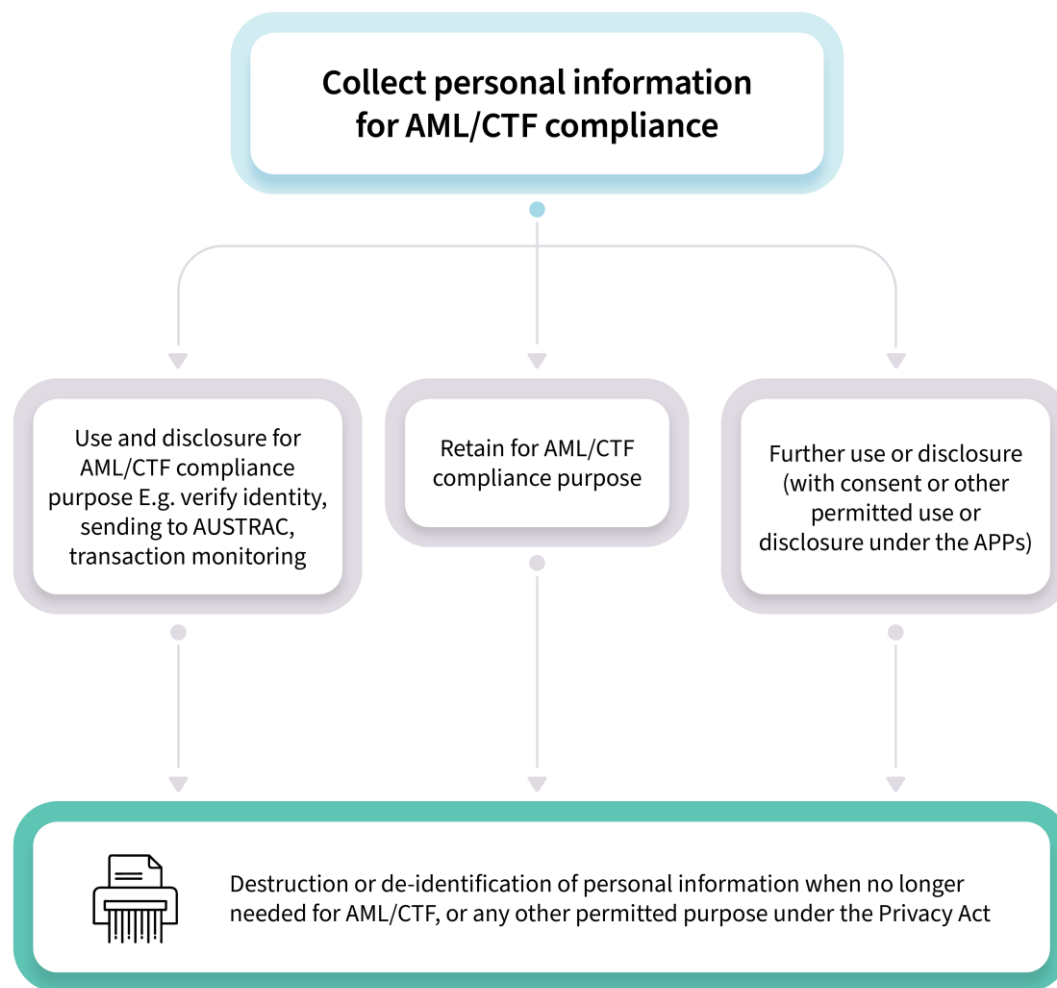 Collect personal information
for AML/CTF compliance
Use and disclosure for
AML/CTF compliance
purpose E.g. verify identity,
sending to AUSTRAC,
transaction monitoring
Retain for AML/CTF
compliance purpose
Further use or disclosure
(with consent or other
permitted use or
disclosure under the APPs)
Destruction or de-identification of personal information when no longer
needed for AML/CTF, or any other permitted purpose under the Privacy Act